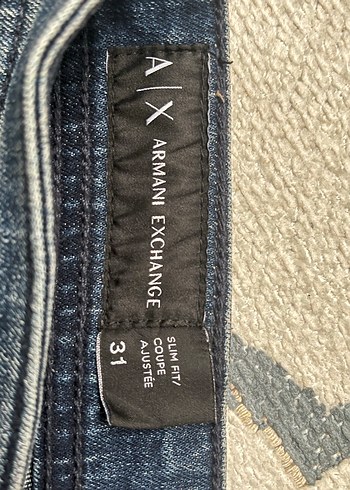 A|X
ARMANI EXCHANGE
SLIM FIT/
COUPE
AJUSTÉE
31